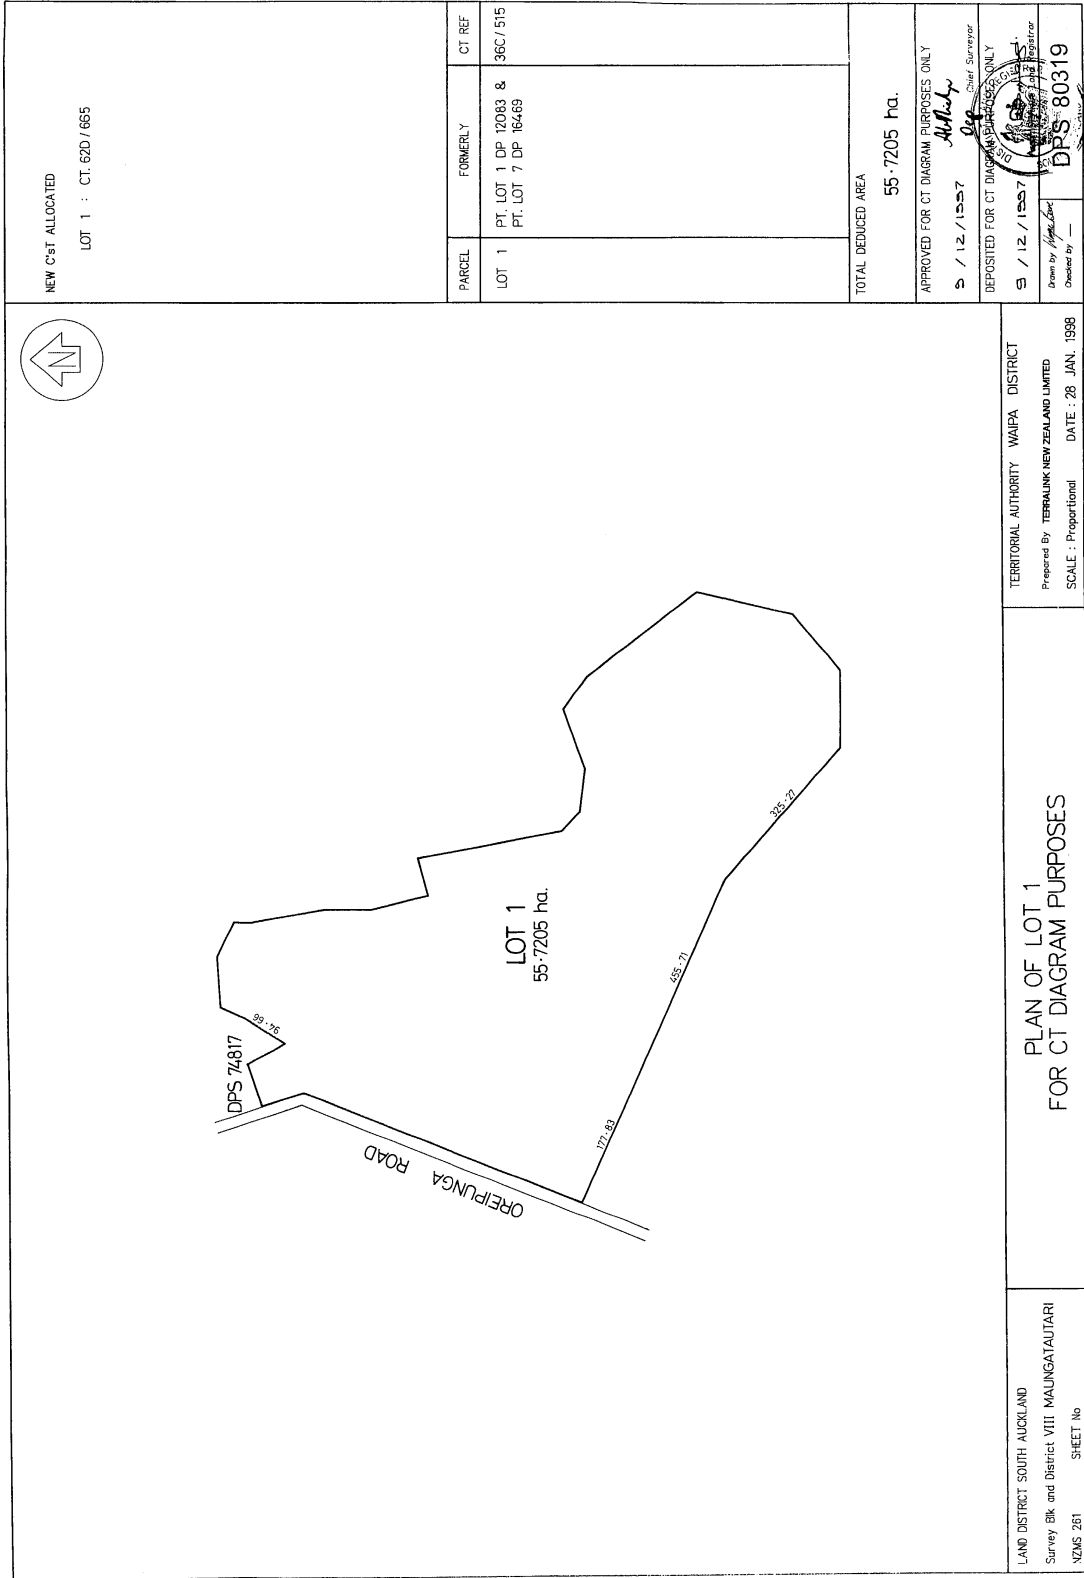 NEW C'sT ALLOCATED
LOT 1 : CT. 62D / 665
PARCEL FORMERLY CT REF
LOT 1 PT. LOT 1 DP 12083 & 36C / 515
PT. LOT 7 DP 16469
TOTAL DEDUCED AREA
55·7205 ha.
APPROVED FOR CT DIAGRAM PURPOSES ONLY
9 / 12 / 1997
Dep Chief Surveyor
DEPOSITED FOR CT DIAGRAM PURPOSES ONLY
9 / 12 / 1997
Land Registrar
Drawn by
Checked by —
DPS 80319
N
DPS 74817
94·66
LOT 1
55·7205 ha.
OREIPUNGA ROAD
177·83
455·71
325·27
LAND DISTRICT SOUTH AUCKLAND
Survey Blk and District VIII MAUNGATAUTARI
NZMS 261 SHEET No
PLAN OF LOT 1
FOR CT DIAGRAM PURPOSES
TERRITORIAL AUTHORITY WAIPA DISTRICT
Prepared By TERRALINK NEW ZEALAND LIMITED
SCALE : Proportional DATE : 28 JAN. 1998